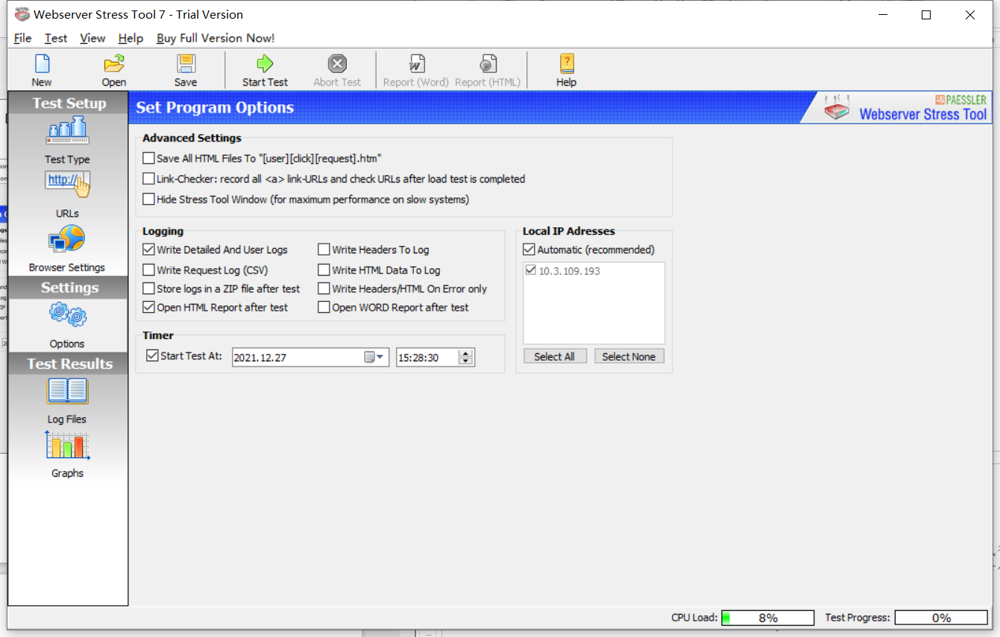 Webserver Stress Tool 7 - Trial Version
File Test View Help Buy Full Version Now!
New Open Save Start Test Abort Test Report (Word) Report (HTML) Help
Test Setup
Test Type
http://
URLs
Browser Settings
Settings
Options
Test Results
Log Files
Graphs
Set Program Options
PAESSLER
Webserver Stress Tool
Advanced Settings
Save All HTML Files To "[user][click][request].htm"
Link-Checker: record all <a> link-URLs and check URLs after load test is completed
Hide Stress Tool Window (for maximum performance on slow systems)
Logging
Write Detailed And User Logs
Write Headers To Log
Write Request Log (CSV)
Write HTML Data To Log
Store logs in a ZIP file after test
Write Headers/HTML On Error only
Open HTML Report after test
Open WORD Report after test
Local IP Adresses
Automatic (recommended)
10.3.109.193
Select All Select None
Timer
Start Test At: 2021.12.27 15:28:30
CPU Load: 8% Test Progress: 0%